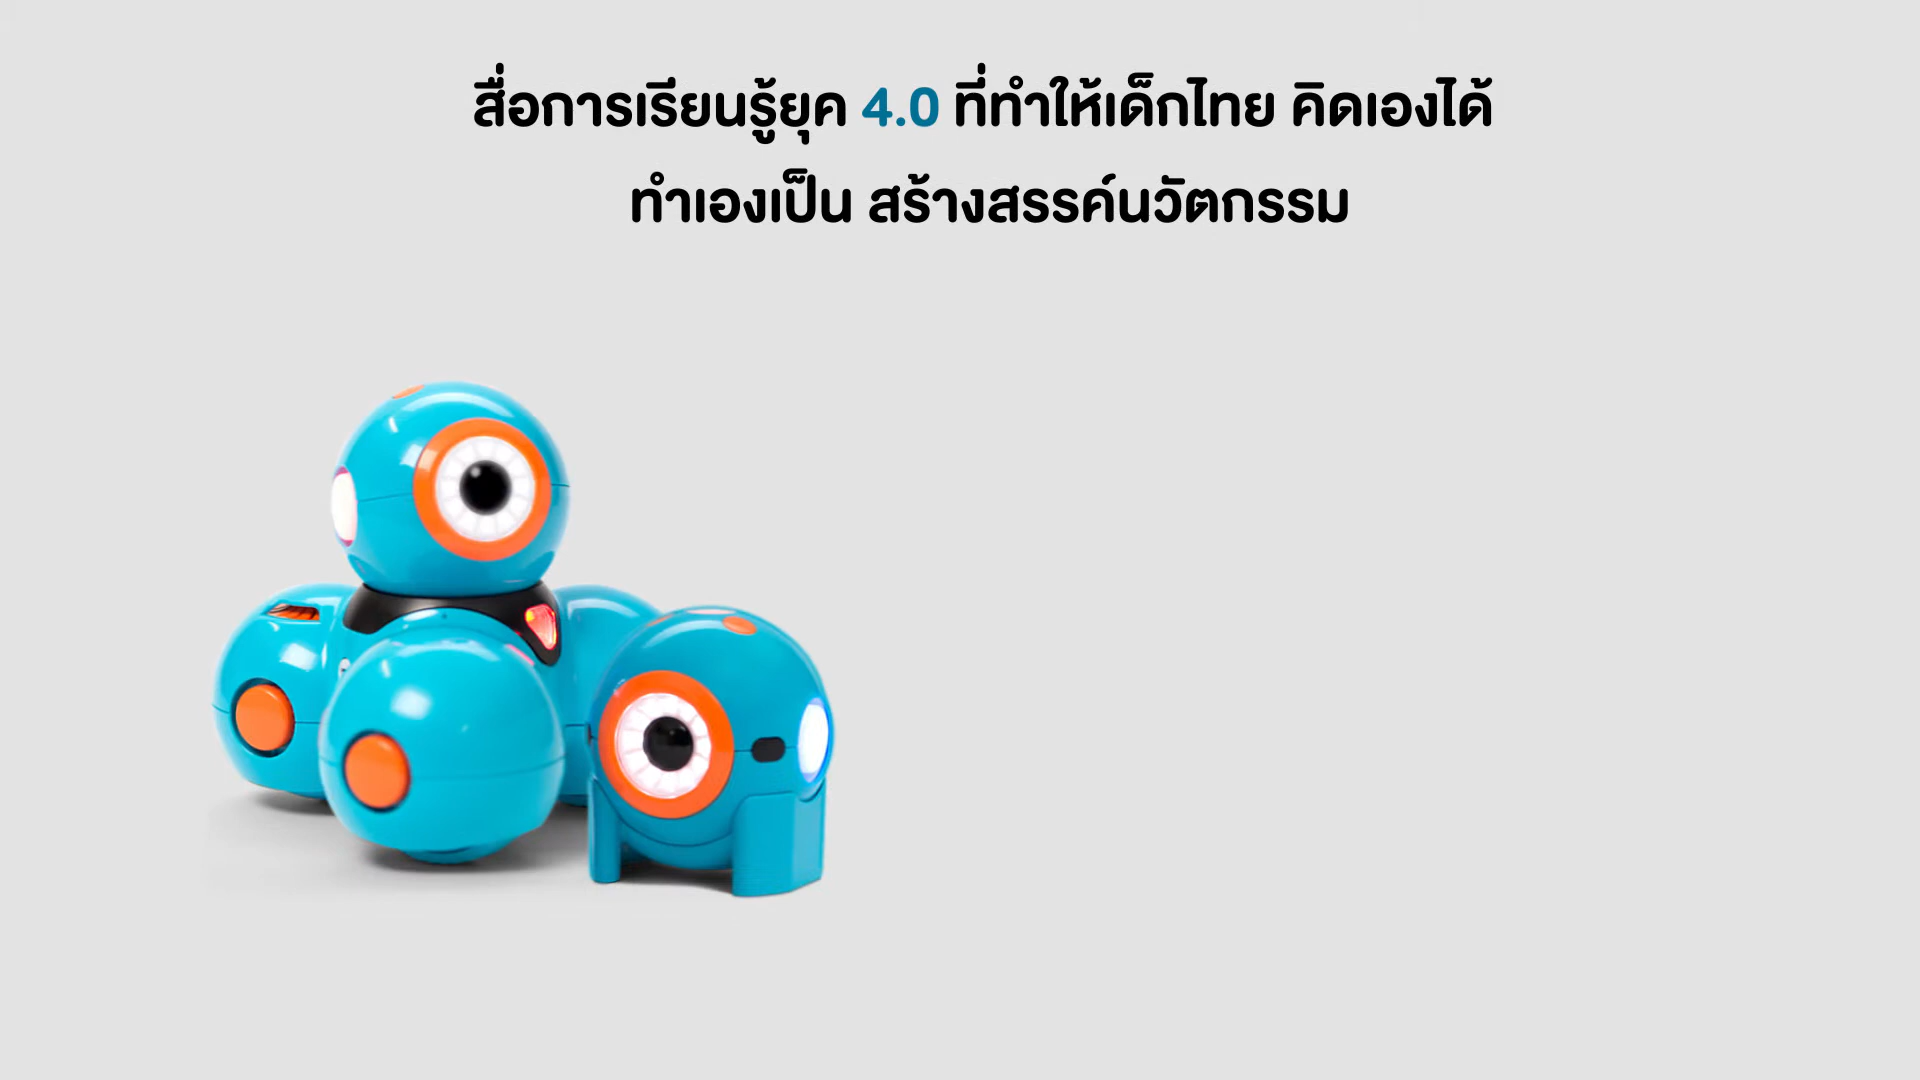 สื่อการเรียนรู้ยุค 4.0 ที่ทำให้เด็กไทย คิดเองได้
ทำเองเป็น สร้างสรรค์นวัตกรรม